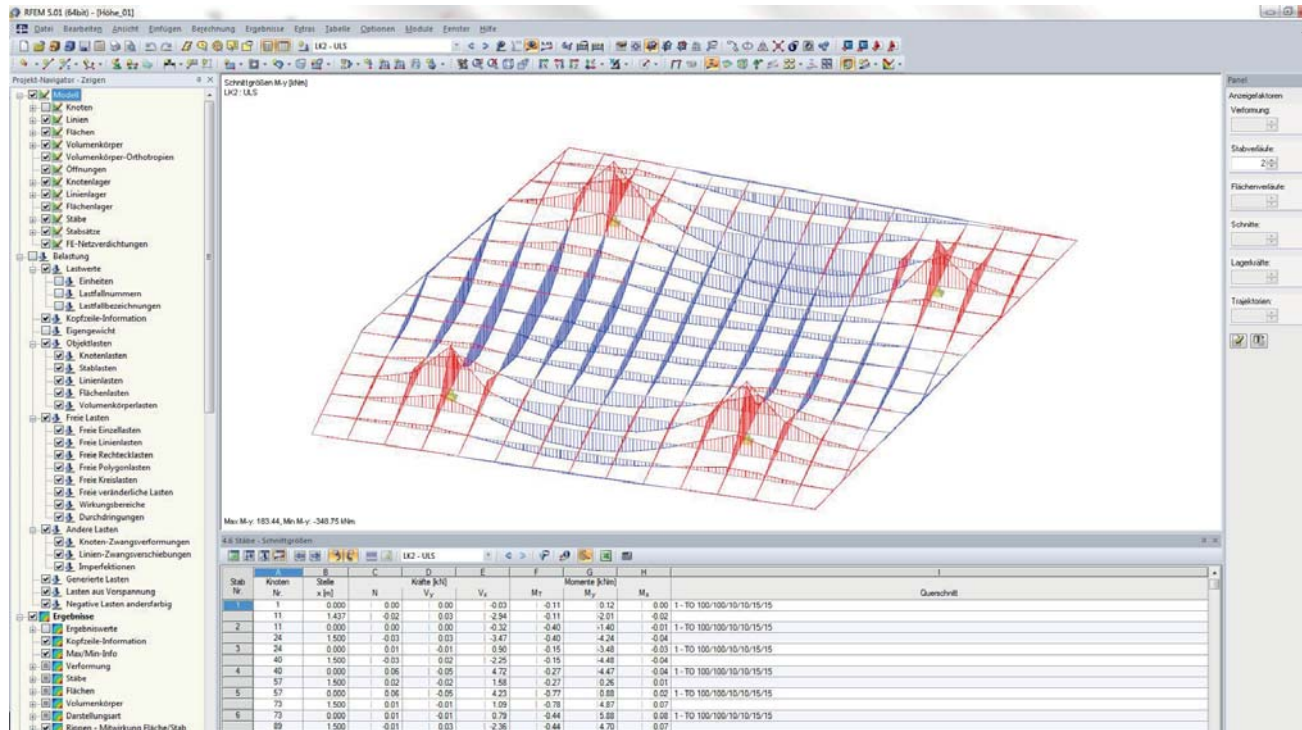 RFEM 5.01 (64bit) - [Höhe_01]
Datei Bearbeiten Ansicht Einfügen Berechnung Ergebnisse Extras Tabelle Optionen Module Fenster Hilfe
LK2 - ULS
Projekt-Navigator - Zeigen
Modell
Knoten
Linien
Flächen
Volumenkörper
Volumenkörper-Orthotropien
Öffnungen
Knotenlager
Linienlager
Flächenlager
Stäbe
Stabsätze
FE-Netzverdichtungen
Belastung
Lastwerte
Einheiten
Lastfallnummern
Lastfallbezeichnungen
Kopfzeile-Information
Eigengewicht
Objektlasten
Knotenlasten
Stablasten
Linienlasten
Flächenlasten
Volumenkörperlasten
Freie Lasten
Freie Einzellasten
Freie Linienlasten
Freie Rechtecklasten
Freie Polygonlasten
Freie Kreislasten
Freie veränderliche Lasten
Wirkungsbereiche
Durchdringungen
Andere Lasten
Knoten-Zwangsverformungen
Linien-Zwangsverschiebungen
Imperfektionen
Generierte Lasten
Lasten aus Vorspannung
Negative Lasten andersfarbig
Ergebnisse
Ergebniswerte
Kopfzeile-Information
Max/Min-Info
Verformung
Stäbe
Flächen
Volumenkörper
Darstellungsart
Rippen - Mitwirkung Fläche/Stab
Schnittgrößen M-y [kNm]
LK2 : ULS
Max M-y: 183.44, Min M-y: -348.75 kNm
Panel
Anzeigefaktoren
Verformung:
Stabverläufe:
2
Flächenverläufe:
Schnitte:
Lagerkräfte:
Trajektorien:
4.6 Stäbe - Schnittgrößen
LK2 - ULS
A B C D E F G H I
Stab Knoten Stelle Kräfte [kN] Momente [kNm]
Nr. Nr. x [m] N Vy Vz MT My Mz Querschnitt
1 1 0.000 0.00 0.00 -0.03 -0.11 0.12 0.00 1 - TO 100/100/10/10/15/15
11 1.437 -0.02 0.03 -2.94 -0.11 -2.01 -0.02
2 11 0.000 0.00 0.00 -0.32 -0.40 -1.40 -0.01 1 - TO 100/100/10/10/15/15
24 1.500 -0.03 0.03 -3.47 -0.40 -4.24 -0.04
3 24 0.000 0.01 -0.01 0.90 -0.15 -3.48 -0.03 1 - TO 100/100/10/10/15/15
40 1.500 -0.03 0.02 -2.25 -0.15 -4.48 -0.04
4 40 0.000 0.06 -0.05 4.72 -0.27 -4.47 -0.04 1 - TO 100/100/10/10/15/15
57 1.500 0.02 -0.02 1.58 -0.27 0.26 0.01
5 57 0.000 0.06 -0.05 4.23 -0.77 0.88 0.02 1 - TO 100/100/10/10/15/15
73 1.500 0.01 -0.01 1.09 -0.78 4.87 0.07
6 73 0.000 0.01 -0.01 0.79 -0.44 5.88 0.08 1 - TO 100/100/10/10/15/15
89 1.500 -0.01 0.03 -2.36 -0.44 4.70 0.07